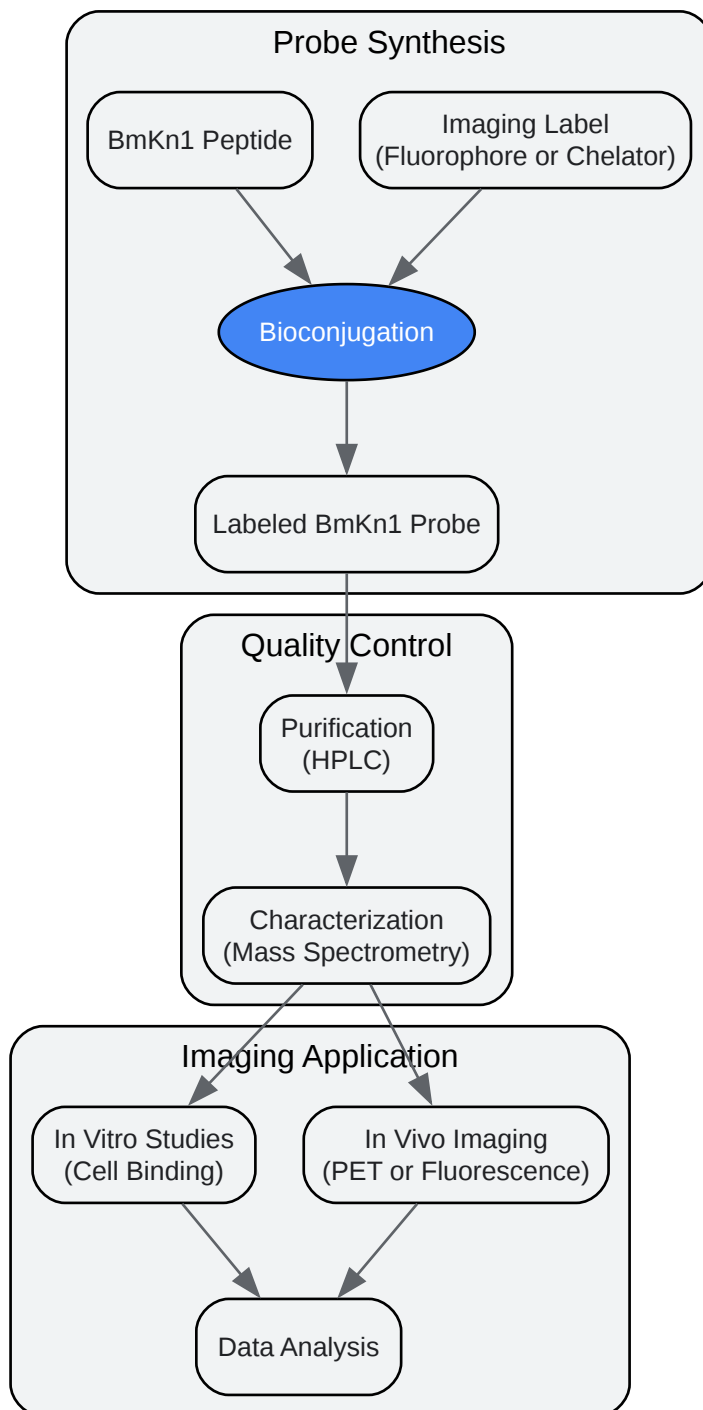 Probe Synthesis
BmKn1 Peptide
Imaging Label
(Fluorophore or Chelator)
Bioconjugation
Labeled BmKn1 Probe
Quality Control
Purification
(HPLC)
Characterization
(Mass Spectrometry)
Imaging Application
In Vitro Studies
(Cell Binding)
In Vivo Imaging
(PET or Fluorescence)
Data Analysis